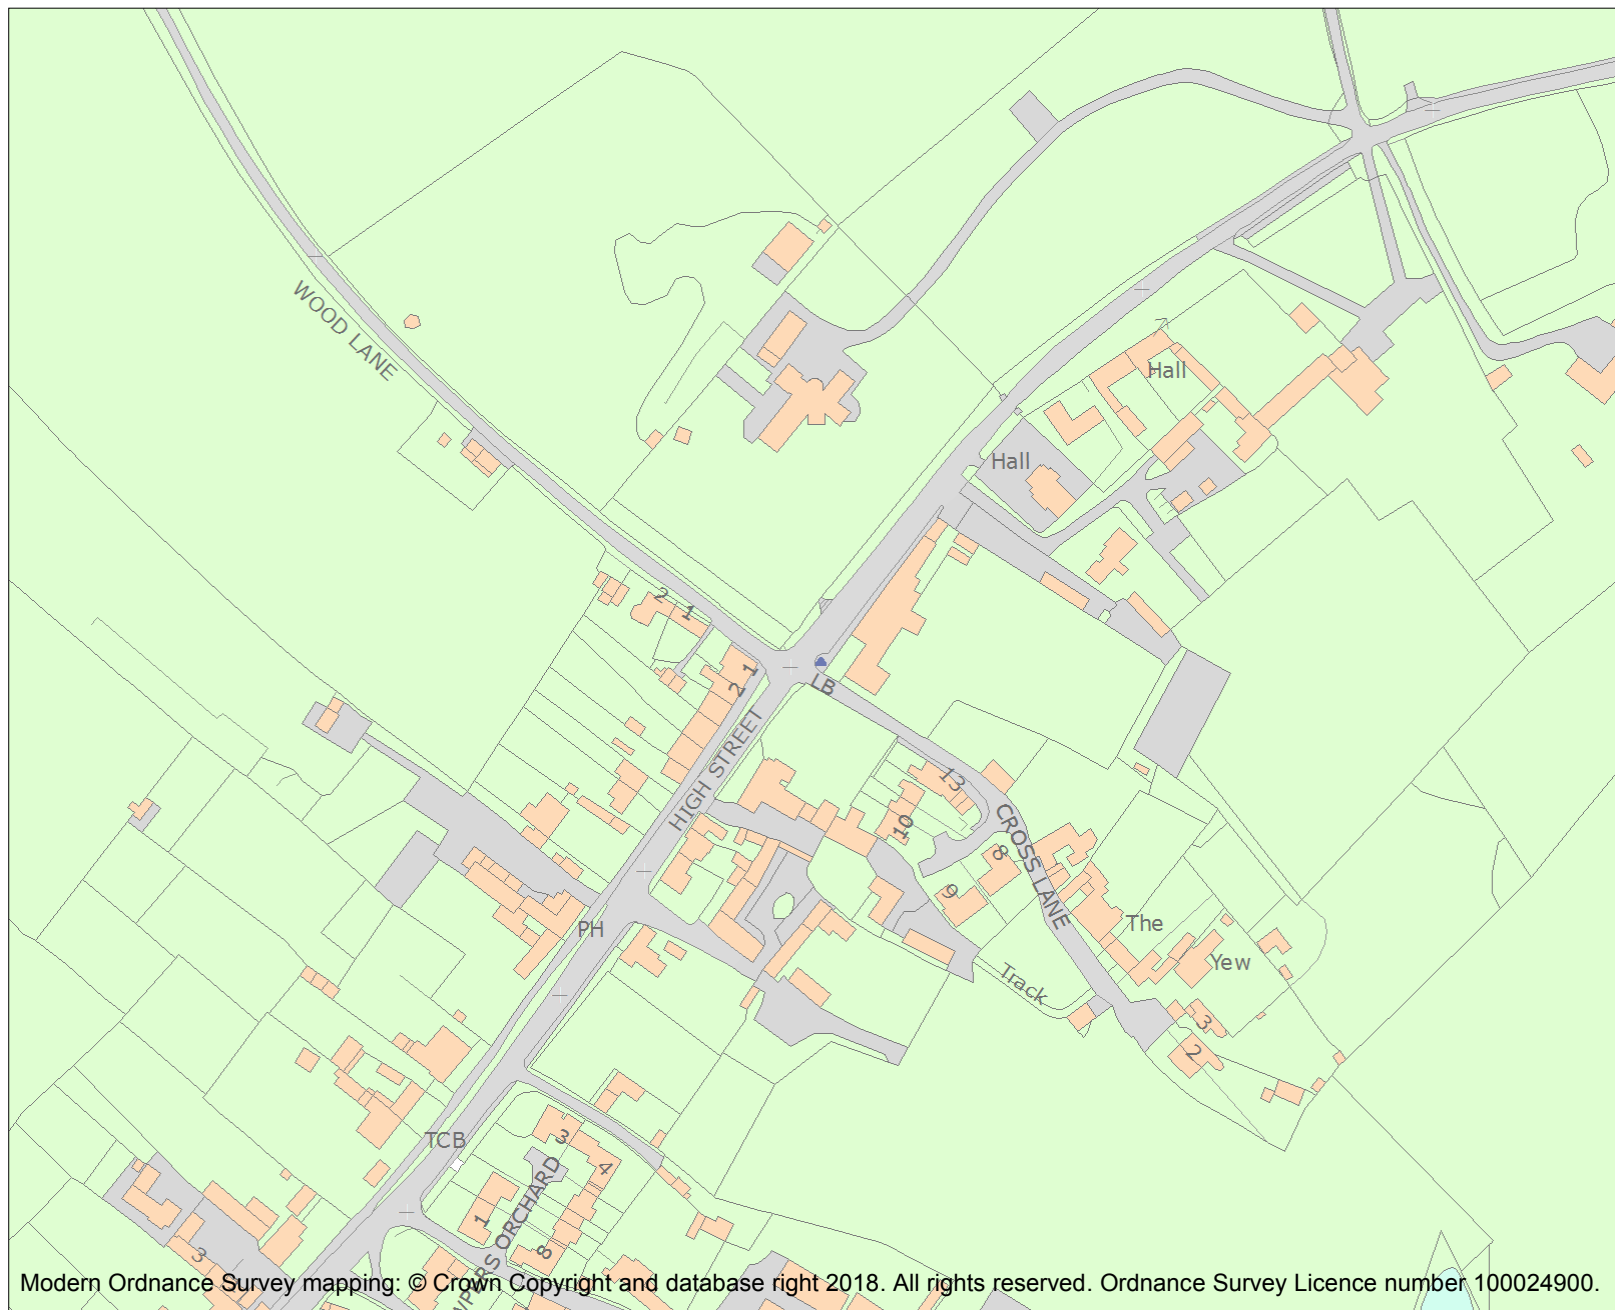 WOOD LANE
Hall
Hall
2
1
1
2
LB
HIGH STREET
13
10
CROSS LANE
8
9
PH
The
Yew
Track
3
2
TCB
3
4
1
8
ORCHARD
3
Modern Ordnance Survey mapping: © Crown Copyright and database right 2018. All rights reserved. Ordnance Survey Licence number 100024900.